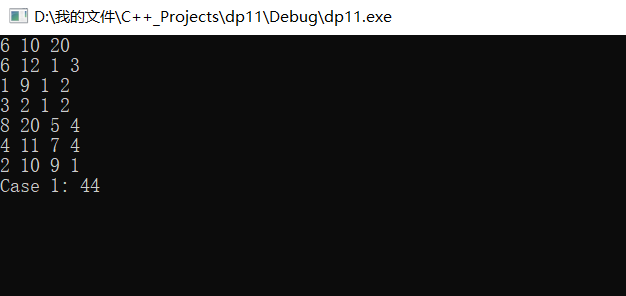 D:\我的文件\C++_Projects\dp11\Debug\dp11.exe
6 10 20
6 12 1 3
1 9 1 2
3 2 1 2
8 20 5 4
4 11 7 4
2 10 9 1
Case 1: 44